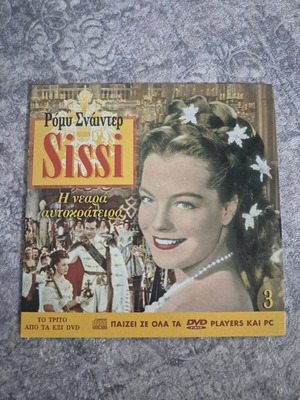 Ρόμυ Σνάιντερ
Sissi
Η νεαρά
αυτοκράτειρα
3
ΤΟ ΤΡΙΤΟ
ΑΠΟ ΤΑ ΕΞΙ DVD
ΠΑΙΖΕΙ ΣΕ ΟΛΑ ΤΑ DVD PLAYERS ΚΑΙ PC